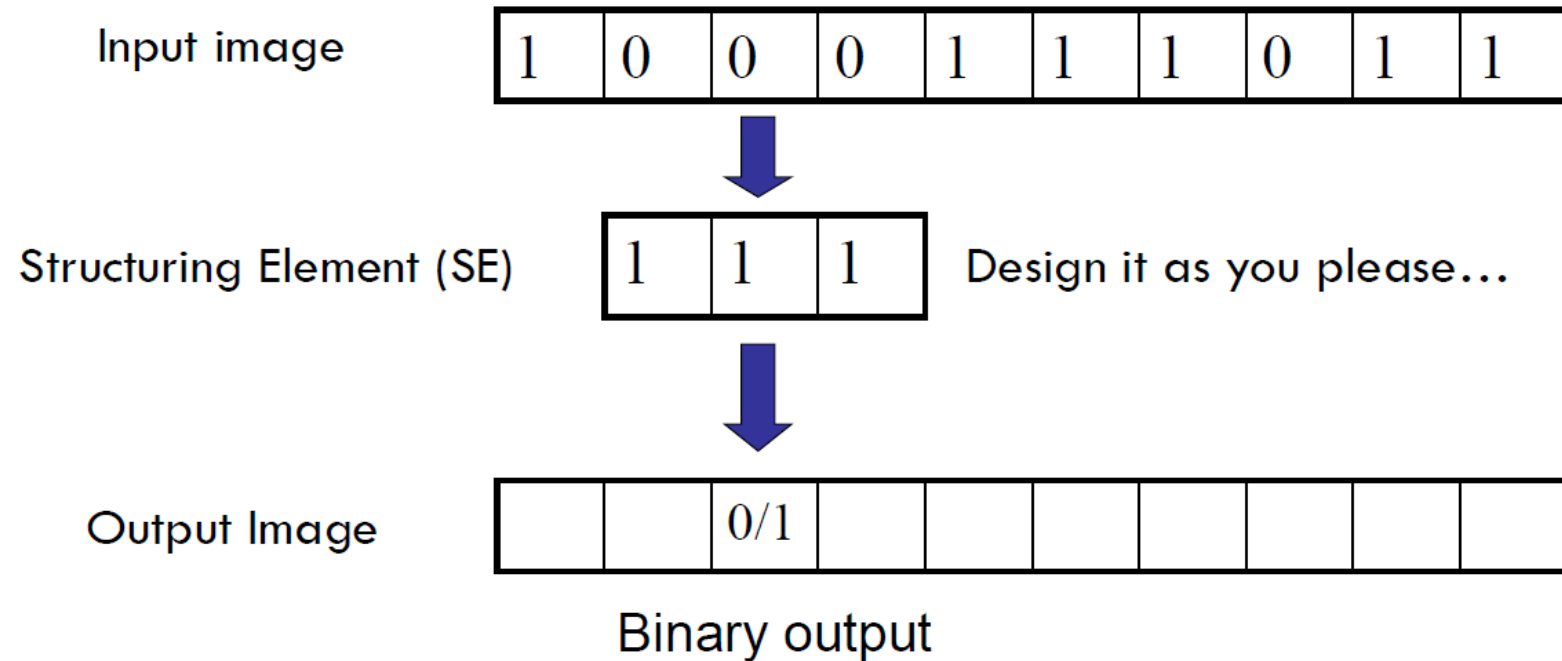 Input image 1 0 0 0 1 1 1 0 1 1
Structuring Element (SE) 1 1 1 Design it as you please...
Output Image 0/1
Binary output